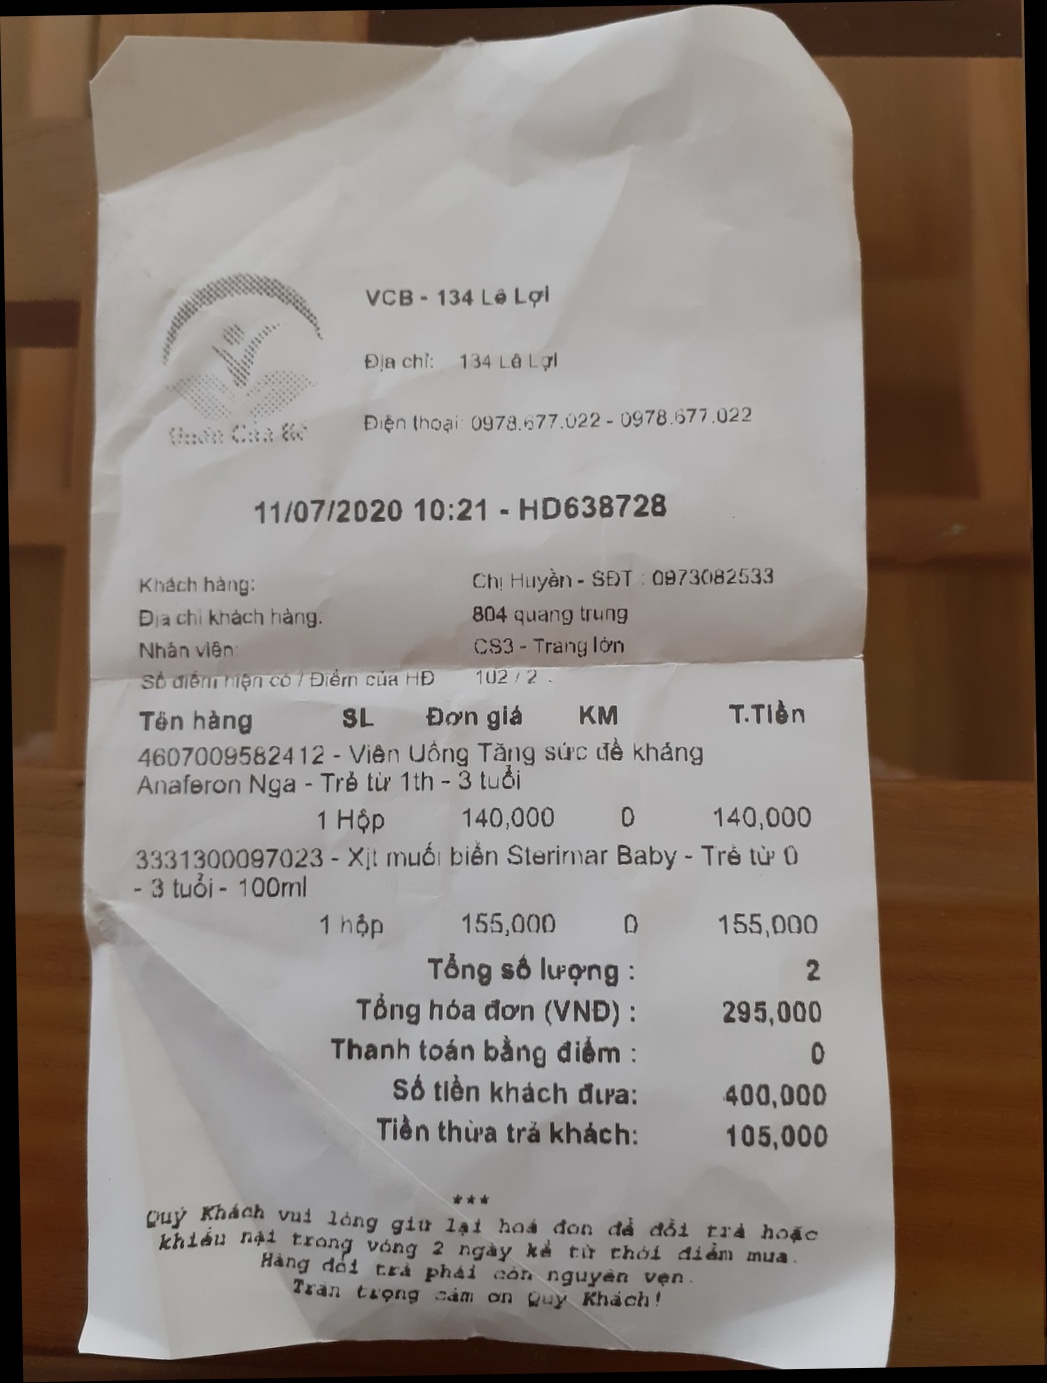 VCB - 134 Lê Lợi
Địa chỉ: 134 Lê Lợi
Của Bé
Điện thoại: 0978.677.022 - 0978.677.022
11/07/2020 10:21 - HD638728
Khách hàng: Chị Huyền - SĐT : 0973082533
Địa chỉ khách hàng: 804 quang trung
Nhân viên: CS3 - Trang lớn
Số điểm hiện có / Điểm của HĐ 102 / 2
Tên hàng SL Đơn giá KM T.Tiền
4607009582412 - Viên Uống Tăng sức đề kháng
Anaferon Nga - Trẻ từ 1th - 3 tuổi
1 Hộp 140,000 0 140,000
3331300097023 - Xịt muối biển Sterimar Baby - Trẻ từ 0
- 3 tuổi - 100ml
1 hộp 155,000 0 155,000
Tổng số lượng : 2
Tổng hóa đơn (VNĐ) : 295,000
Thanh toán bằng điểm : 0
Số tiền khách đưa: 400,000
Tiền thừa trả khách: 105,000
***
Quý Khách vui lòng giữ lại hoá đơn để đổi trả hoặc
khiếu nại trong vòng 2 ngày kể từ thời điểm mua.
Hàng đổi trả phải còn nguyên vẹn.
Trân trọng cảm ơn Quý Khách!